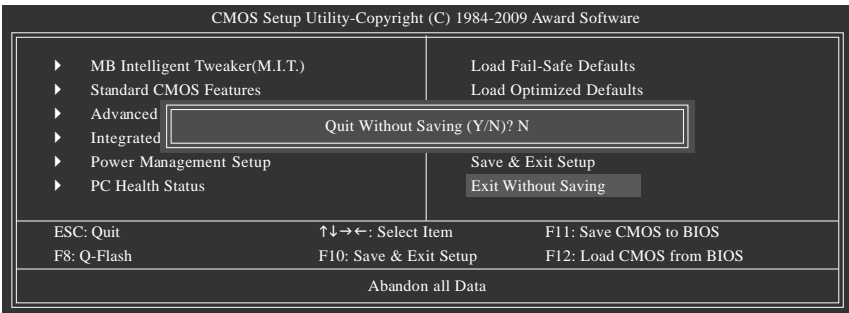 CMOS Setup Utility-Copyright (C) 1984-2009 Award Software
MB Intelligent Tweaker(M.I.T.)
Standard CMOS Features
Advanced
Integrated
Power Management Setup
PC Health Status
Load Fail-Safe Defaults
Load Optimized Defaults
Quit Without Saving (Y/N)? N
Save & Exit Setup
Exit Without Saving
ESC: Quit ↑↓→←: Select Item F11: Save CMOS to BIOS
F8: Q-Flash F10: Save & Exit Setup F12: Load CMOS from BIOS
Abandon all Data